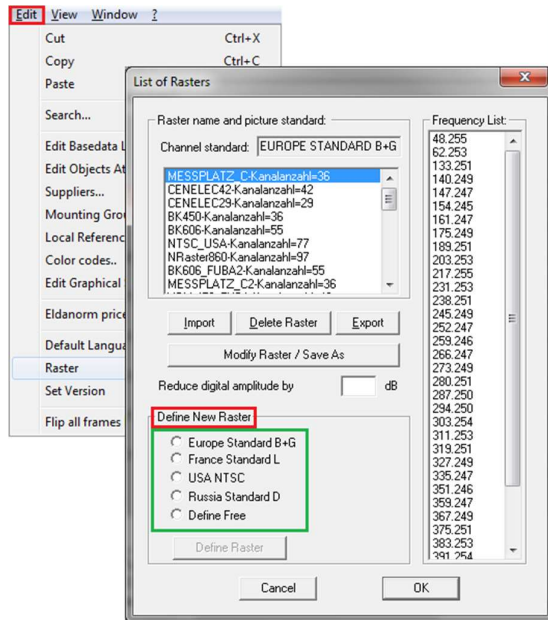 Edit View Window ?
Cut Ctrl+X
Copy Ctrl+C
Paste
Search...
Edit Basedata L
Edit Objects At
Suppliers...
Mounting Grou
Local Referenc
Color codes..
Edit Graphical
Eldanorm price
Default Langua
Raster
Set Version
Flip all frames
List of Rasters
Raster name and picture standard:
Channel standard: EUROPE STANDARD B+G
MESSPLATZ_C-Kanalanzahl=36
CENELEC42-Kanalanzahl=42
CENELEC29-Kanalanzahl=29
BK450-Kanalanzahl=36
BK606-Kanalanzahl=55
NTSC_USA-Kanalanzahl=77
NRaster860-Kanalanzahl=97
BK606_FUBA2-Kanalanzahl=55
MESSPLATZ_C2-Kanalanzahl=36
Import Delete Raster Export
Modify Raster / Save As
Reduce digital amplitude by dB
Define New Raster
Europe Standard B+G
France Standard L
USA NTSC
Russia Standard D
Define Free
Define Raster
Frequency List:
48.255
62.253
133.251
140.249
147.247
154.245
161.247
175.249
189.251
203.253
217.255
231.253
238.251
245.249
252.247
259.246
266.247
273.249
280.251
287.250
294.250
303.254
311.253
319.251
327.249
335.247
351.246
359.247
367.249
375.251
383.253
391.254
Cancel OK